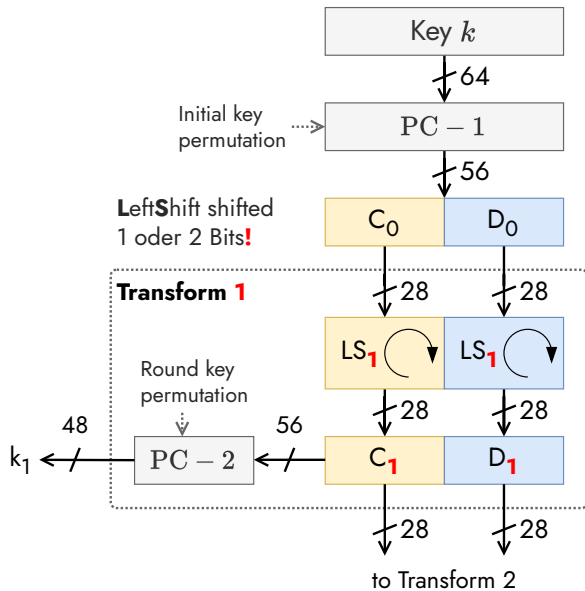 Key k
64
Initial key
permutation
PC − 1
56
LeftShift shifted
1 oder 2 Bits!
C₀
D₀
Transform 1
28
28
LS₁
LS₁
Round key
permutation
28
28
48
56
k₁
PC − 2
C₁
D₁
28
28
to Transform 2